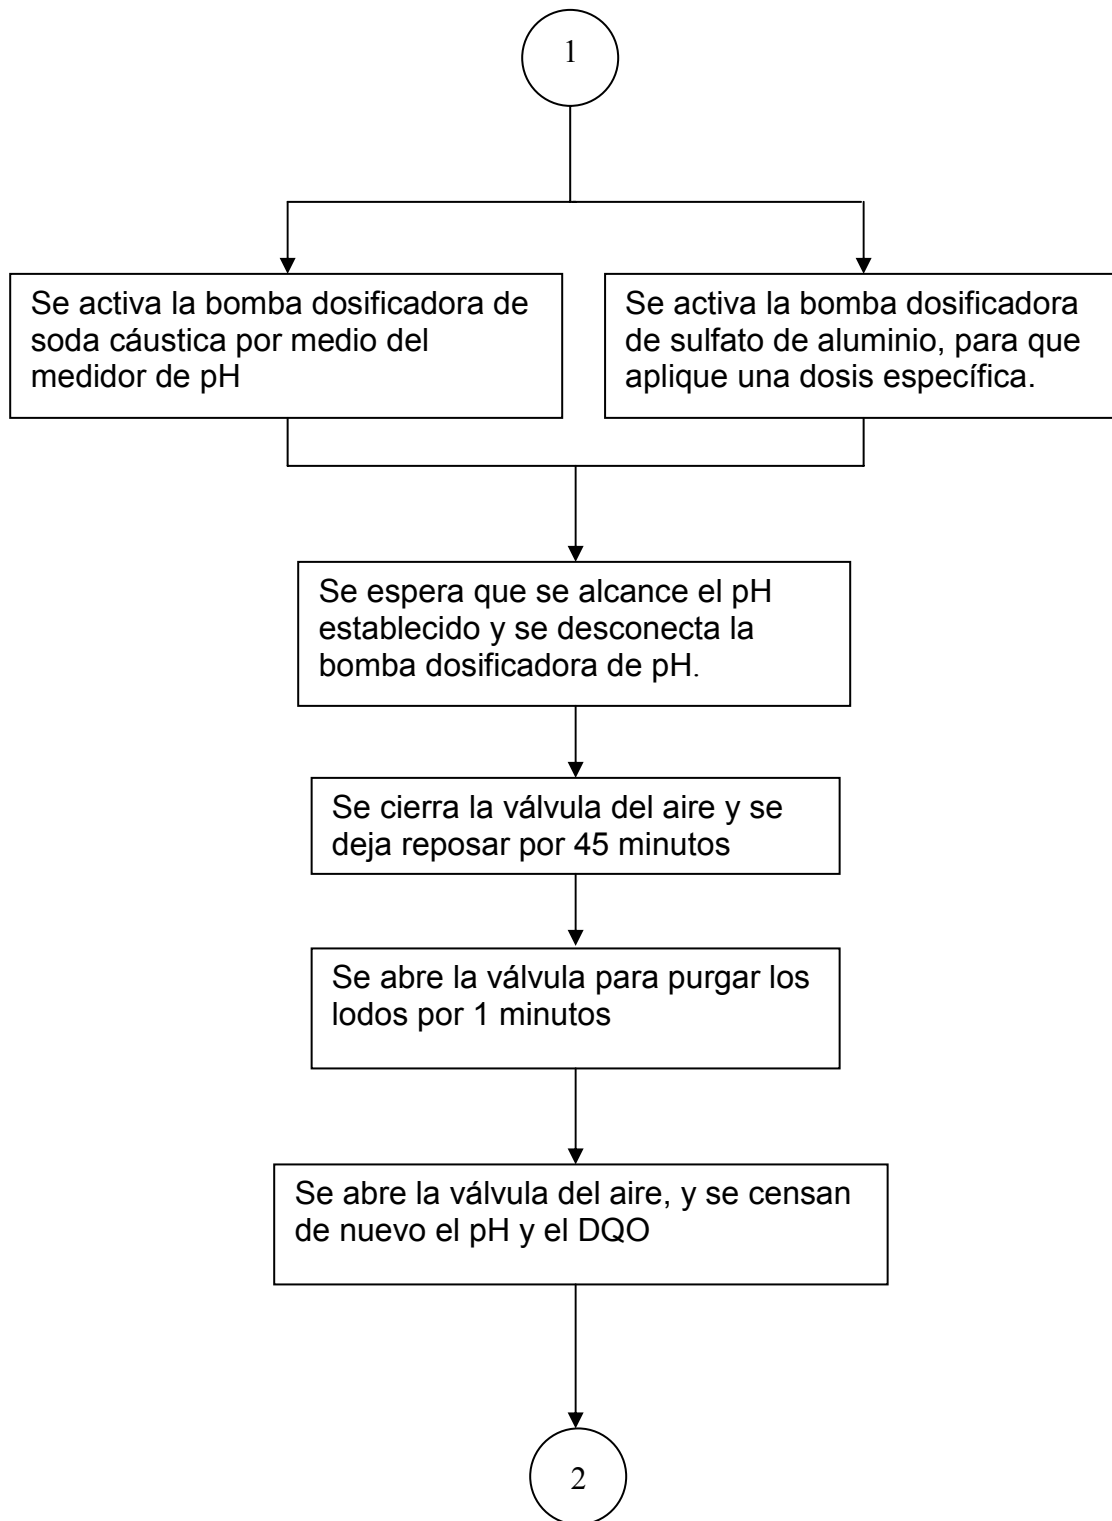 1
Se activa la bomba dosificadora de
soda cáustica por medio del
medidor de pH
Se activa la bomba dosificadora
de sulfato de aluminio, para que
aplique una dosis específica.
Se espera que se alcance el pH
establecido y se desconecta la
bomba dosificadora de pH.
Se cierra la válvula del aire y se
deja reposar por 45 minutos
Se abre la válvula para purgar los
lodos por 1 minutos
Se abre la válvula del aire, y se censan
de nuevo el pH y el DQO
2